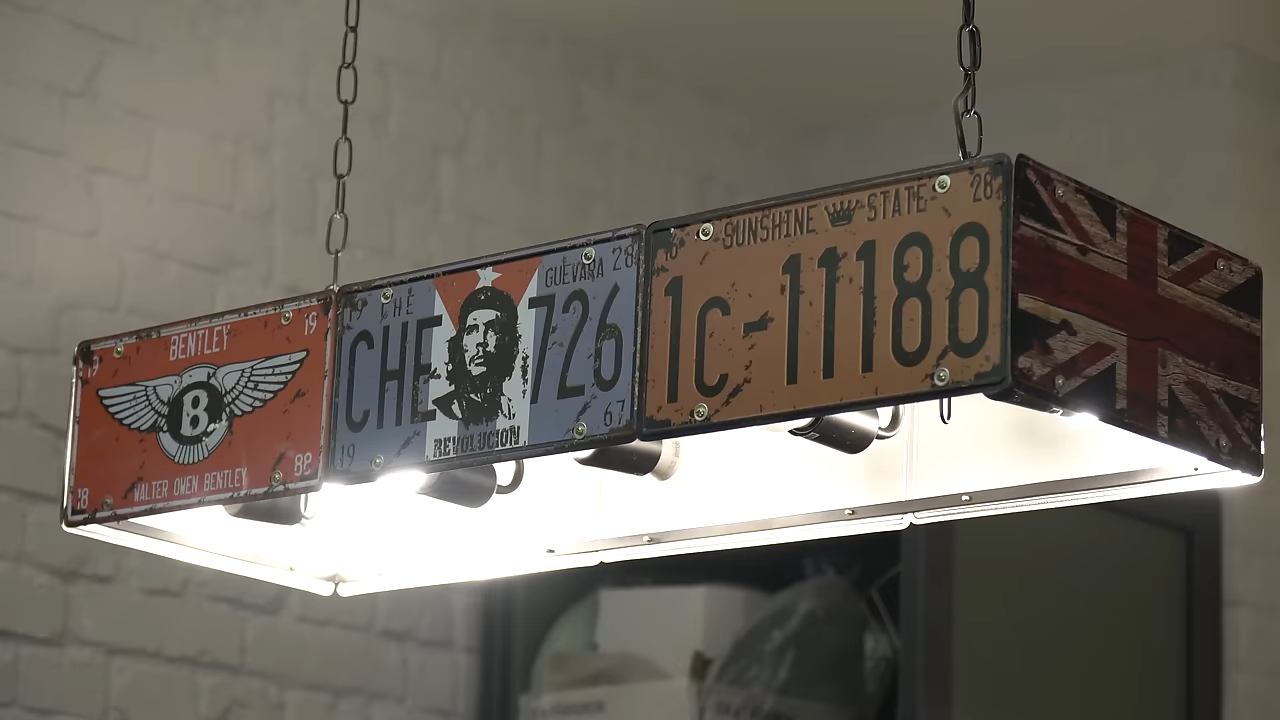 BENTLEY
19
19
B
WALTER OWEN BENTLEY
18
88
19 CHE GUEVARA 28
CHE 726
REVOLUCION
19
67
SUNSHINE STATE 28
1C-11188